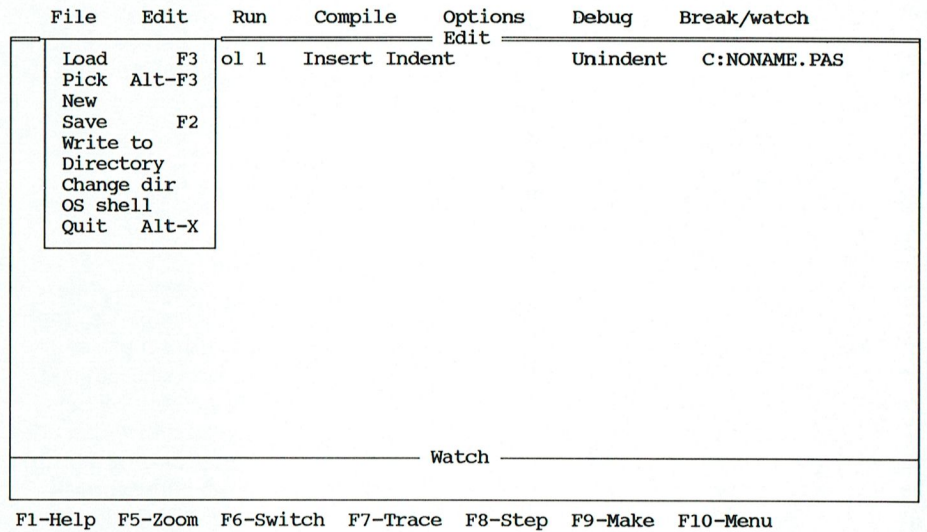 File Edit Run Compile Options Debug Break/watch
Edit
Load F3 ol 1 Insert Indent Unindent C:NONAME.PAS
Pick Alt-F3
New
Save F2
Write to
Directory
Change dir
OS shell
Quit Alt-X
Watch
F1-Help F5-Zoom F6-Switch F7-Trace F8-Step F9-Make F10-Menu